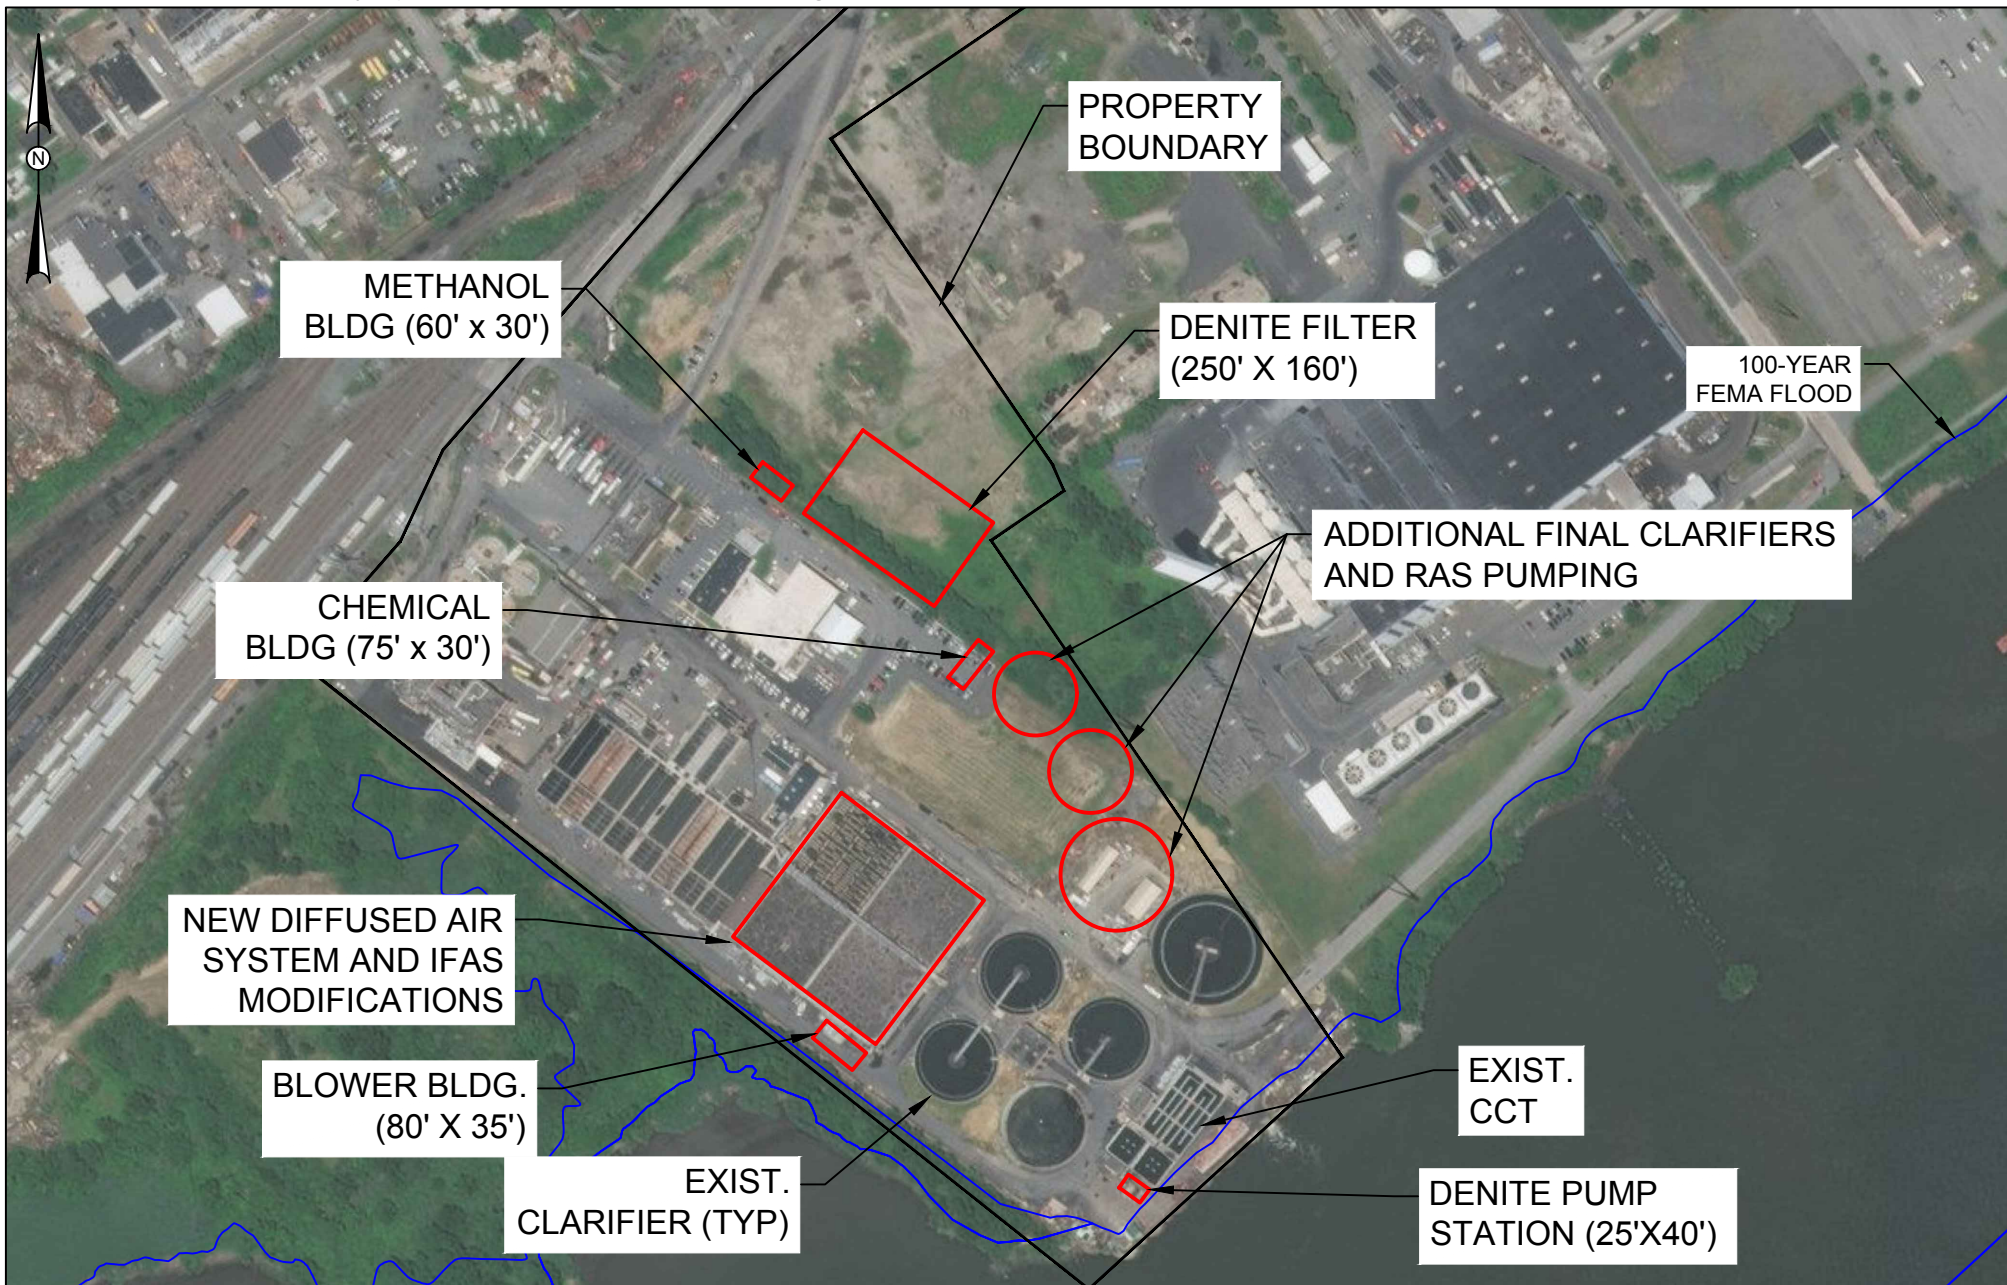 N
PROPERTY
BOUNDARY
METHANOL
BLDG (60' x 30')
DENITE FILTER
(250' X 160')
100-YEAR
FEMA FLOOD
ADDITIONAL FINAL CLARIFIERS
AND RAS PUMPING
CHEMICAL
BLDG (75' x 30')
NEW DIFFUSED AIR
SYSTEM AND IFAS
MODIFICATIONS
BLOWER BLDG.
(80' X 35')
EXIST.
CCT
EXIST.
CLARIFIER (TYP)
DENITE PUMP
STATION (25'X40')